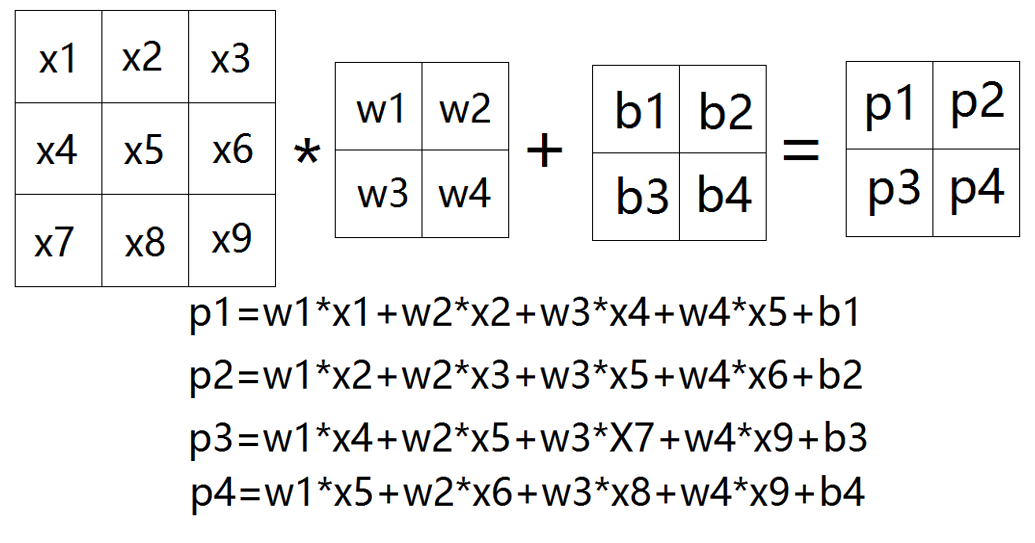 x1 x2 x3
x4 x5 x6
x7 x8 x9
*
w1 w2
w3 w4
+
b1 b2
b3 b4
=
p1 p2
p3 p4
p1=w1*x1+w2*x2+w3*x4+w4*x5+b1
p2=w1*x2+w2*x3+w3*x5+w4*x6+b2
p3=w1*x4+w2*x5+w3*X7+w4*x9+b3
p4=w1*x5+w2*x6+w3*x8+w4*x9+b4